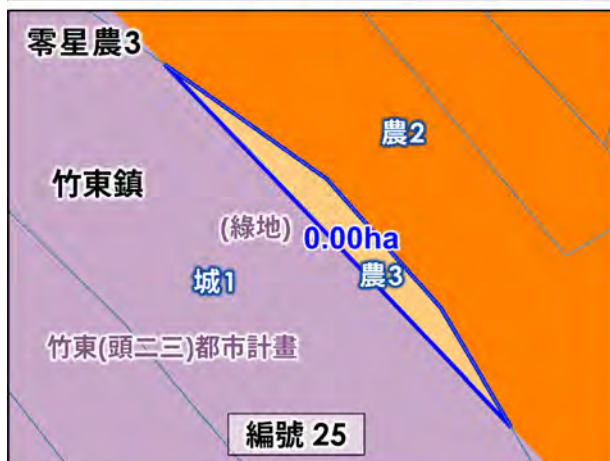 零星農3
農2
竹東鎮
(綠地)
0.00ha
城1
農3
竹東(頭二三)都市計畫
編號 25